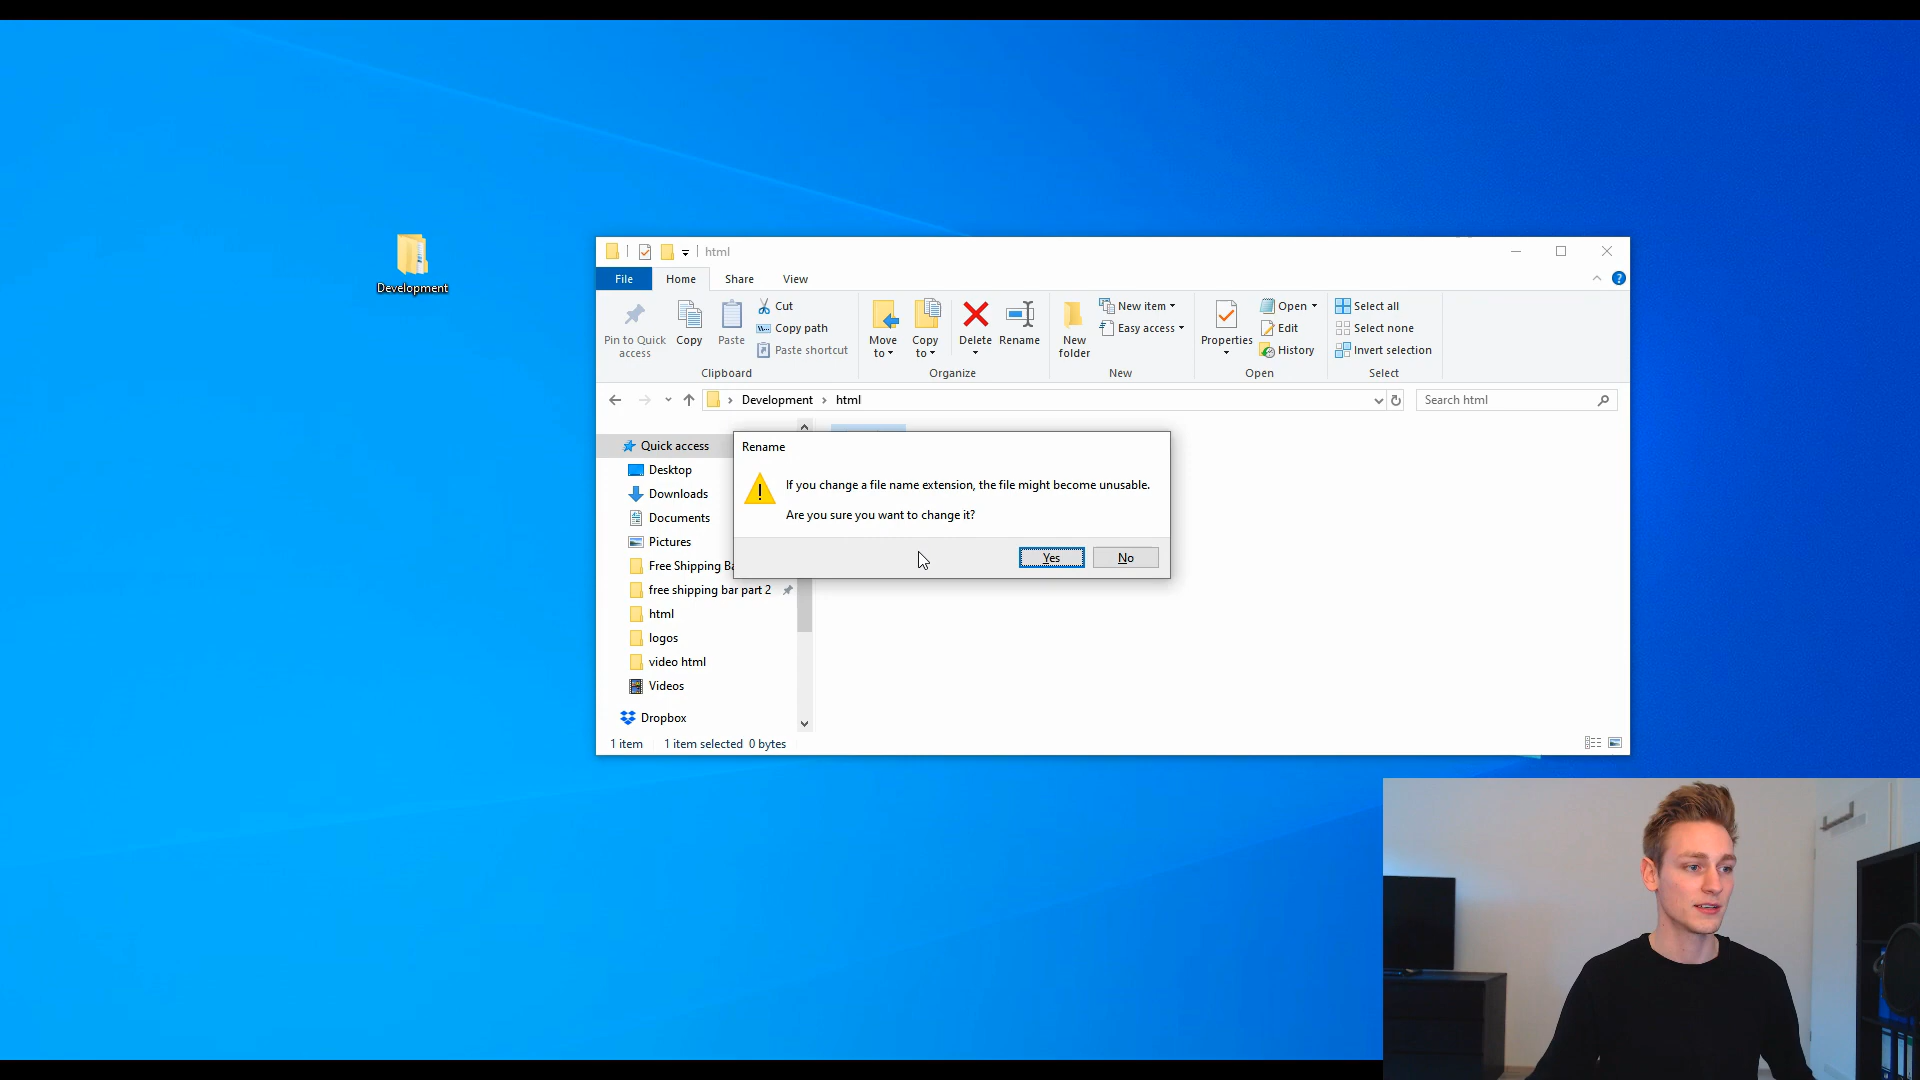 Development
html
File
Home
Share
View
Pin to Quick
access
Copy
Paste
Cut
Copy path
Paste shortcut
Clipboard
Move
to
Copy
to
Delete
Rename
Organize
New
folder
New item
Easy access
New
Properties
Open
Edit
History
Open
Select all
Select none
Invert selection
Select
Development
html
Search html
Quick access
Desktop
Downloads
Documents
Pictures
Free Shipping Ba
free shipping bar part 2
html
logos
video html
Videos
Dropbox
Rename
If you change a file name extension, the file might become unusable.
Are you sure you want to change it?
Yes
No
1 item
1 item selected 0 bytes